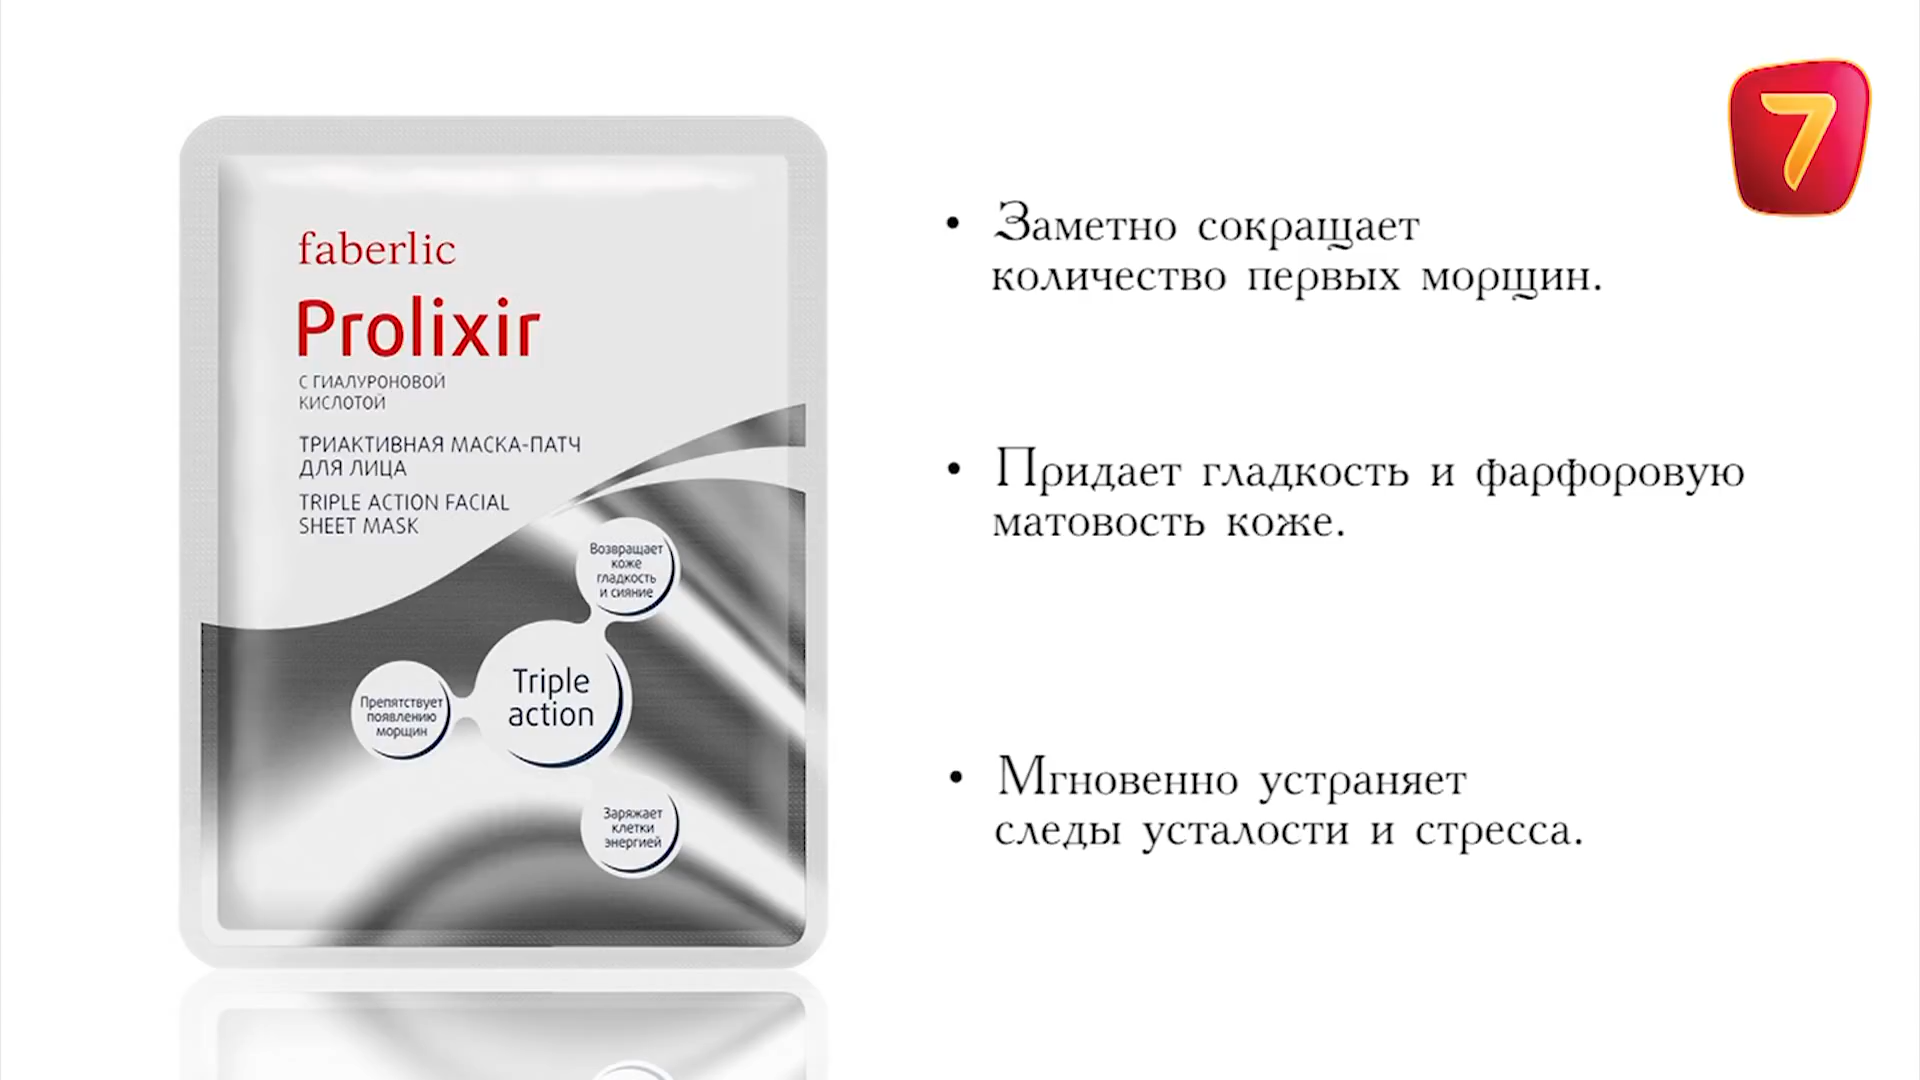 faberlic
Prolixir
С ГИАЛУРОНОВОЙ
КИСЛОТОЙ
ТРИАКТИВНАЯ МАСКА-ПАТЧ
ДЛЯ ЛИЦА
TRIPLE ACTION FACIAL
SHEET MASK
Возвращает
коже
гладкость
и сияние
Triple
action
Препятствует
появлению
морщин
Заряжает
клетки
энергией
7
• Заметно сокращает
количество первых морщин.
• Придает гладкость и фарфоровую
матовость коже.
• Мгновенно устраняет
следы усталости и стресса.